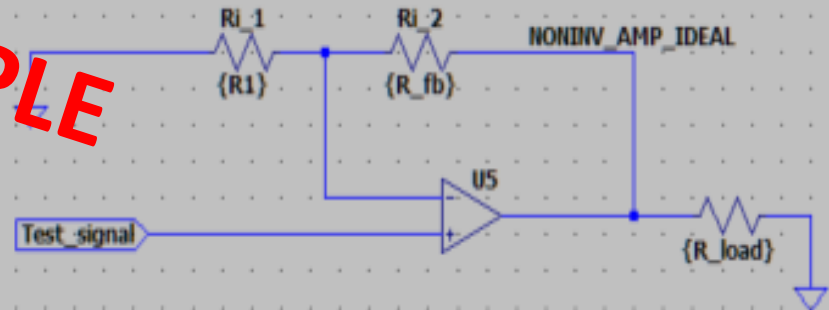 Ri_1
Ri_2
NONINV_AMP_IDEAL
{R1}
{R_fb}
PLE
U5
-
+
Test_signal
{R_load}